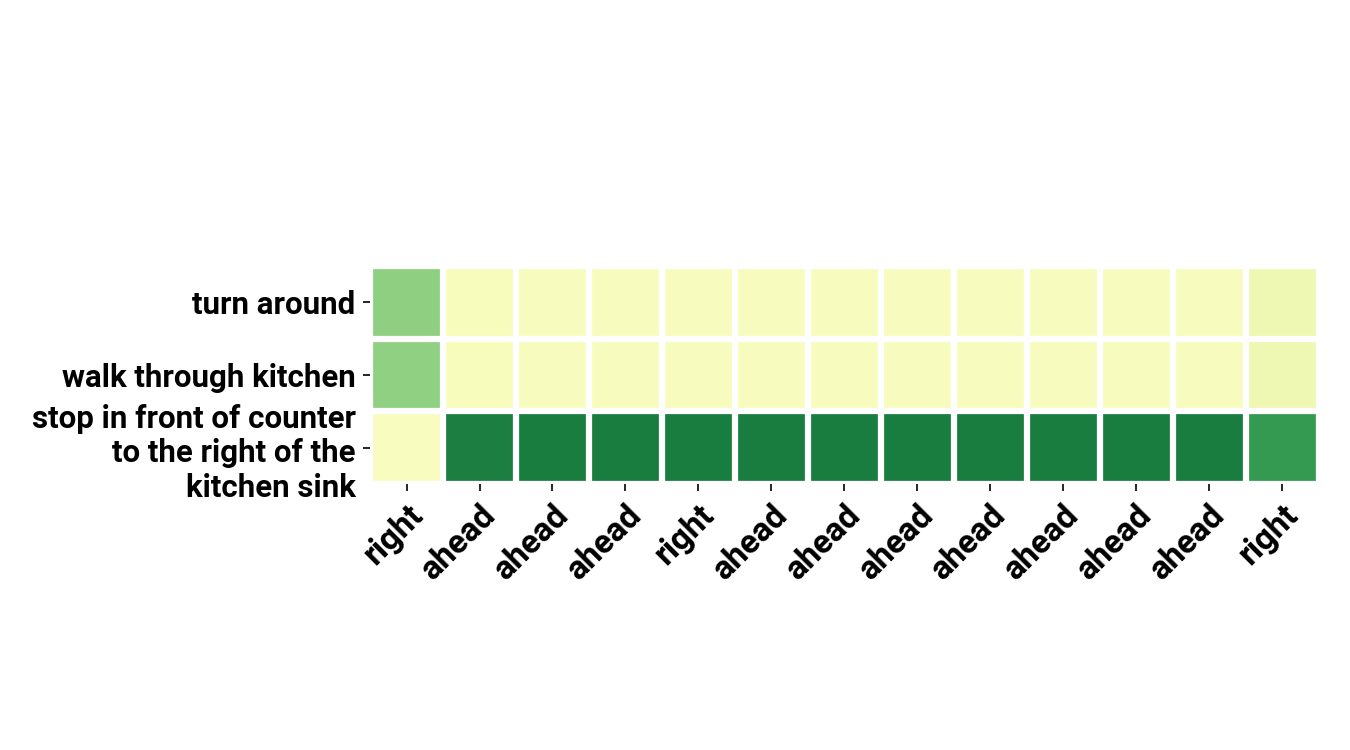 turn around
walk through kitchen
stop in front of counter
to the right of the
kitchen sink
right
ahead
ahead
ahead
right
ahead
ahead
ahead
ahead
ahead
ahead
ahead
right